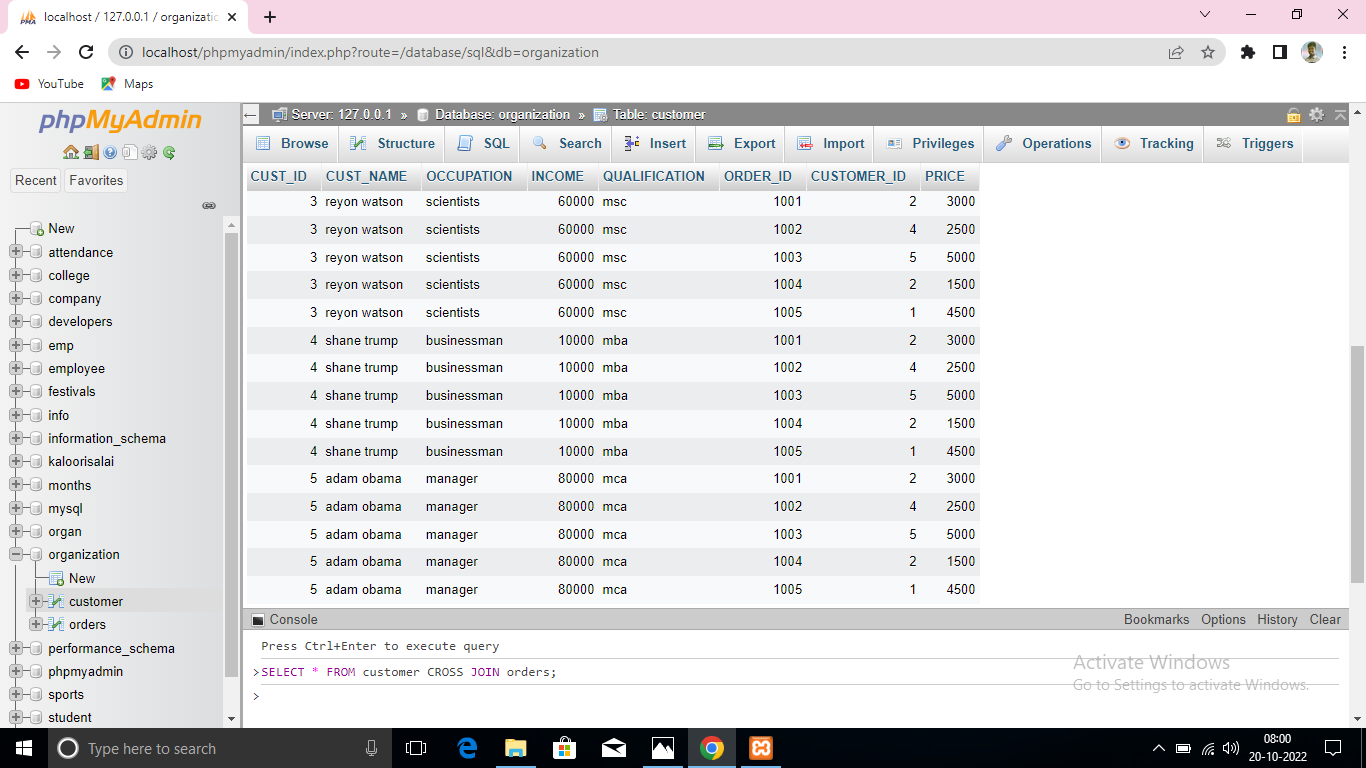 localhost / 127.0.0.1 / organizatic
localhost/phpmyadmin/index.php?route=/database/sql&db=organization
YouTube Maps
phpMyAdmin
Recent Favorites
New
attendance
college
company
developers
emp
employee
festivals
info
information_schema
kaloorisalai
months
mysql
organ
organization
New
customer
orders
performance_schema
phpmyadmin
sports
student
Server: 127.0.0.1 » Database: organization » Table: customer
Browse Structure SQL Search Insert Export Import Privileges Operations Tracking Triggers
CUST_ID CUST_NAME OCCUPATION INCOME QUALIFICATION ORDER_ID CUSTOMER_ID PRICE
3 reyon watson scientists 60000 msc 1001 2 3000
3 reyon watson scientists 60000 msc 1002 4 2500
3 reyon watson scientists 60000 msc 1003 5 5000
3 reyon watson scientists 60000 msc 1004 2 1500
3 reyon watson scientists 60000 msc 1005 1 4500
4 shane trump businessman 10000 mba 1001 2 3000
4 shane trump businessman 10000 mba 1002 4 2500
4 shane trump businessman 10000 mba 1003 5 5000
4 shane trump businessman 10000 mba 1004 2 1500
4 shane trump businessman 10000 mba 1005 1 4500
5 adam obama manager 80000 mca 1001 2 3000
5 adam obama manager 80000 mca 1002 4 2500
5 adam obama manager 80000 mca 1003 5 5000
5 adam obama manager 80000 mca 1004 2 1500
5 adam obama manager 80000 mca 1005 1 4500
Console Bookmarks Options History Clear
Press Ctrl+Enter to execute query
>SELECT * FROM customer CROSS JOIN orders;
>
Activate Windows
Go to Settings to activate Windows.
Type here to search
08:00
20-10-2022